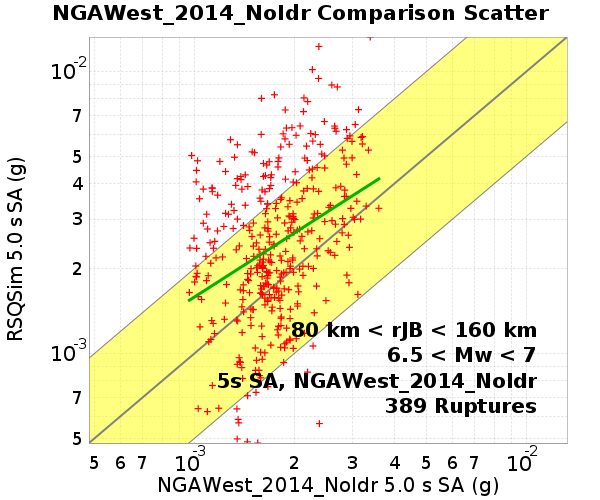 NGAWest_2014_NoIdr Comparison Scatter
RSQSim 5.0 s SA (g)
10-2
7
5
4
3
2
10-3
7
5
80 km < rJB < 160 km
6.5 < Mw < 7
5s SA, NGAWest_2014_NoIdr
389 Ruptures
5 6 7 10-3 2 3 4 5 6 7 10-2
NGAWest_2014_NoIdr 5.0 s SA (g)